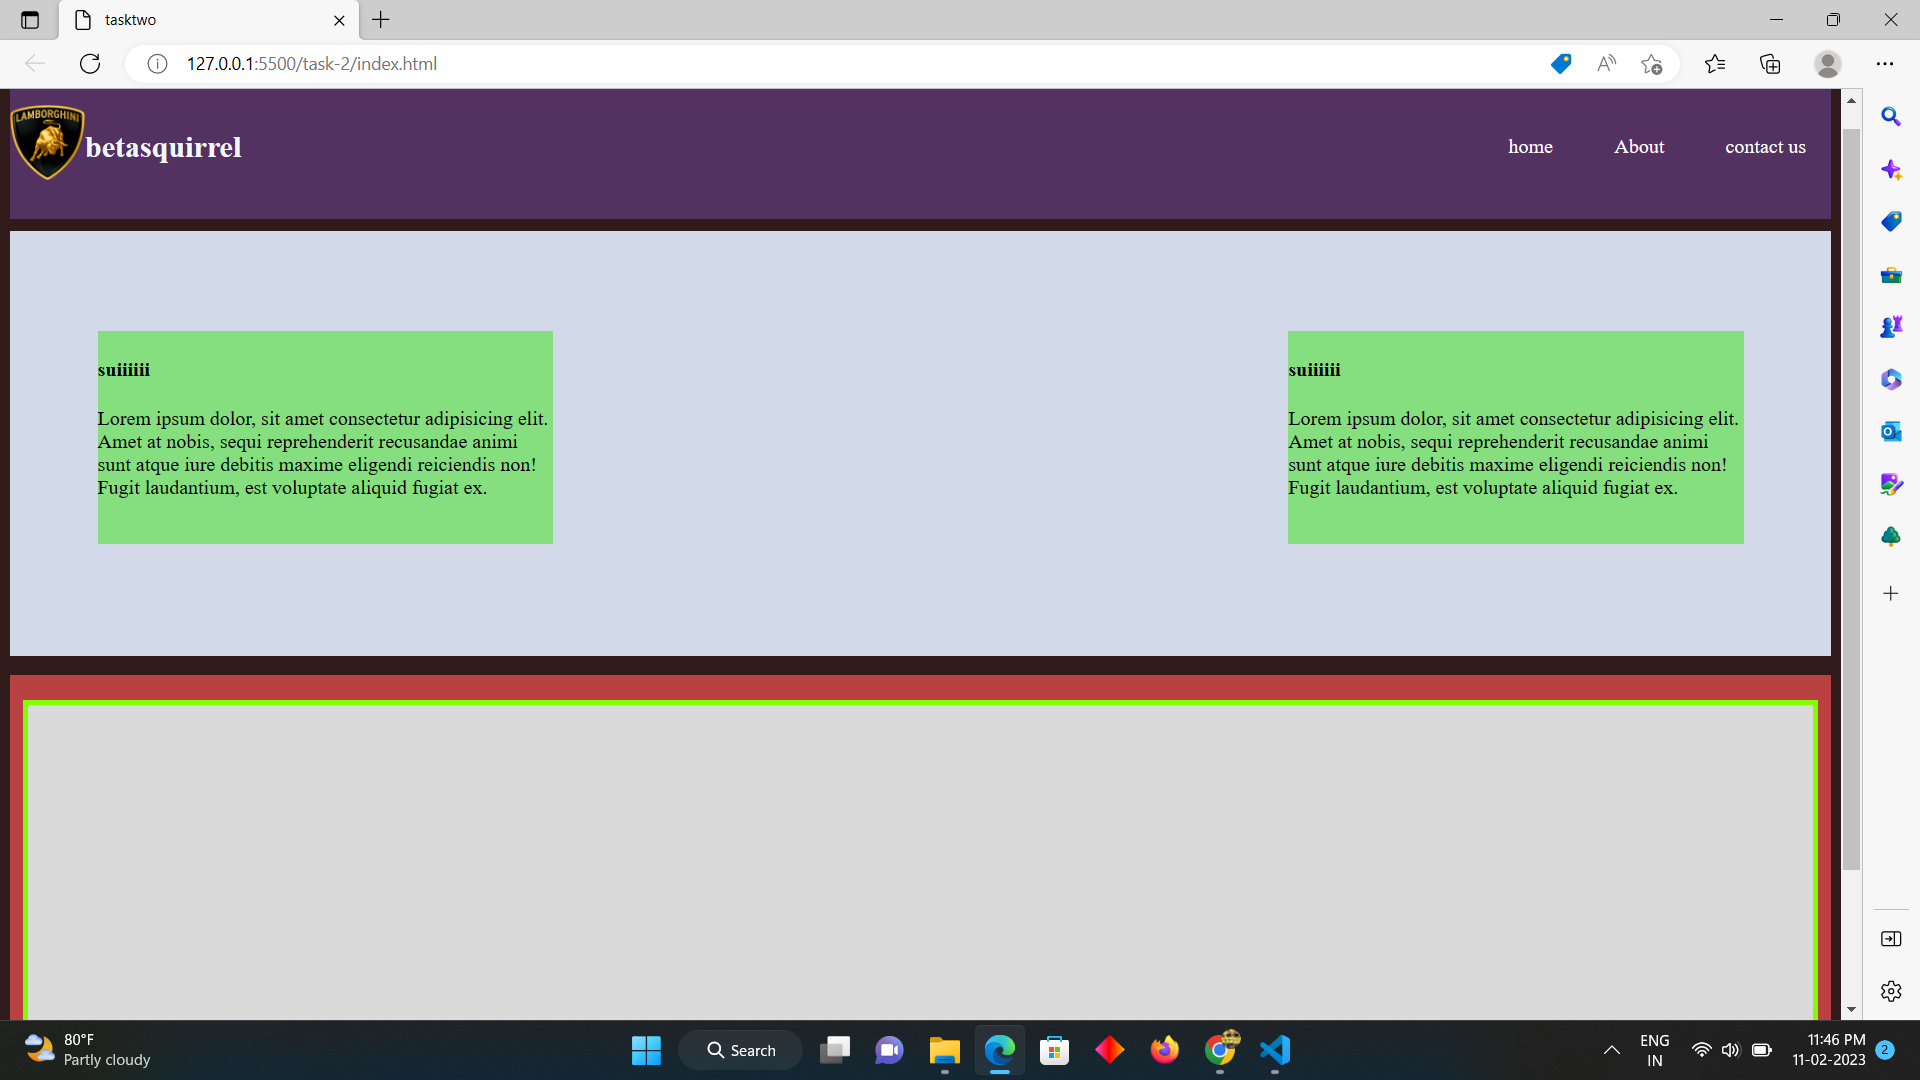 tasktwo
127.0.0.1:5500/task-2/index.html
LAMBORGHINI
betasquirrel
home
About
contact us
suiiiiii
Lorem ipsum dolor, sit amet consectetur adipisicing elit.
Amet at nobis, sequi reprehenderit recusandae animi
sunt atque iure debitis maxime eligendi reiciendis non!
Fugit laudantium, est voluptate aliquid fugiat ex.
suiiiiii
Lorem ipsum dolor, sit amet consectetur adipisicing elit.
Amet at nobis, sequi reprehenderit recusandae animi
sunt atque iure debitis maxime eligendi reiciendis non!
Fugit laudantium, est voluptate aliquid fugiat ex.
80°F
Partly cloudy
Search
ENG
IN
11:46 PM
11-02-2023
2